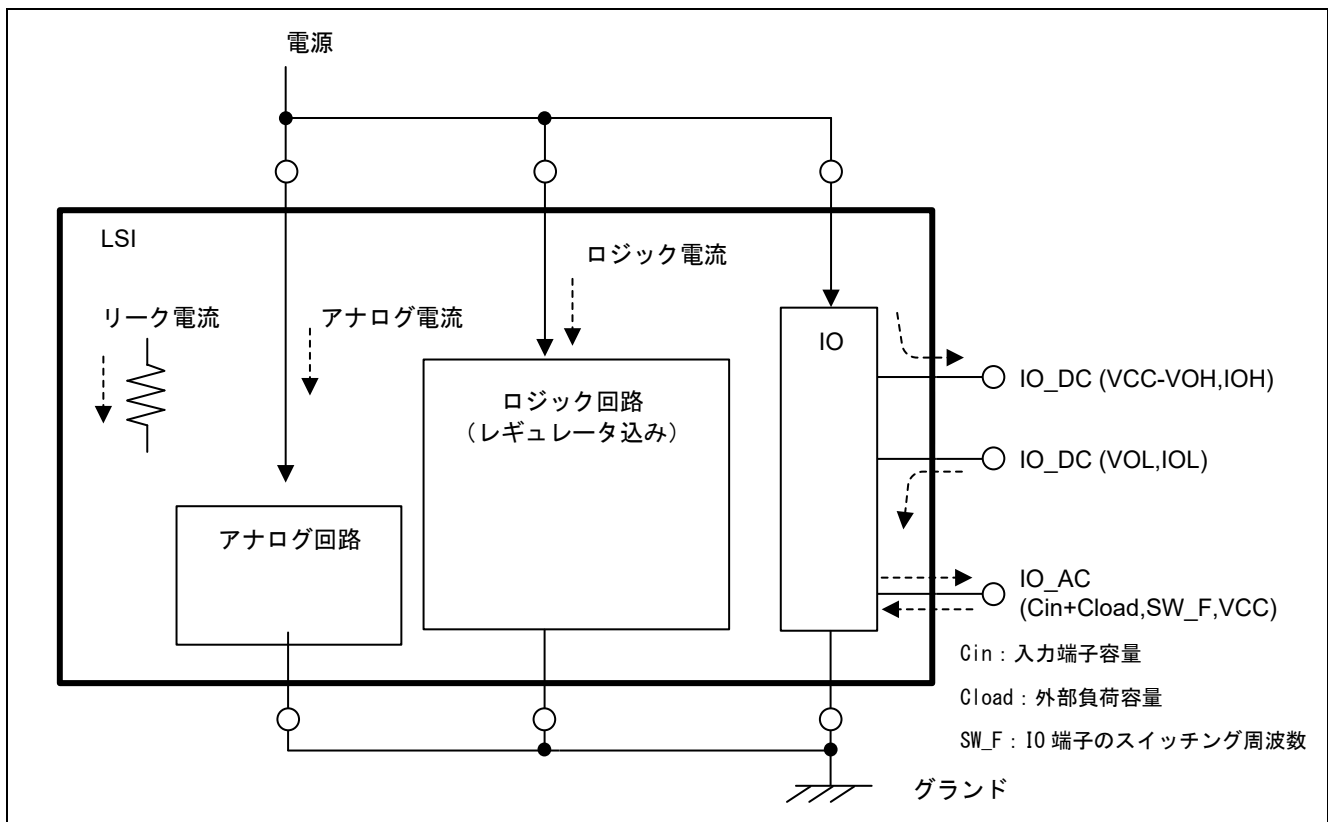 電源
LSI
ロジック電流
リーク電流
アナログ電流
IO
ロジック回路
（レギュレータ込み）
アナログ回路
IO_DC (VCC-VOH,IOH)
IO_DC (VOL,IOL)
IO_AC
(Cin+Cload,SW_F,VCC)
Cin：入力端子容量
Cload：外部負荷容量
SW_F：IO 端子のスイッチング周波数
グランド